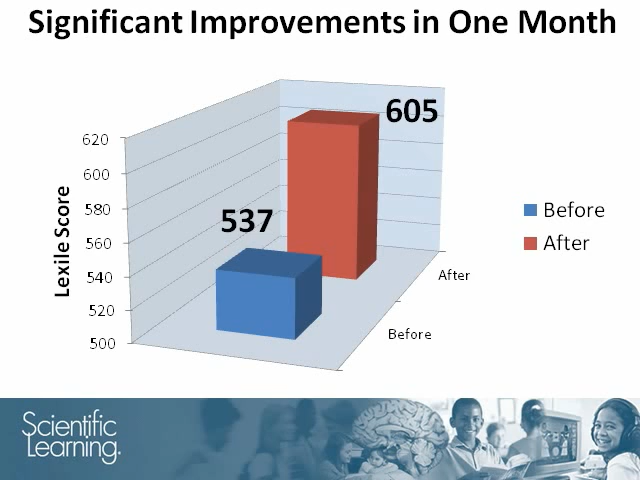 Significant Improvements in One Month
605
620
600
580
560
540
520
500
Lexile Score
537
Before
After
After
Before
Scientific
Learning.